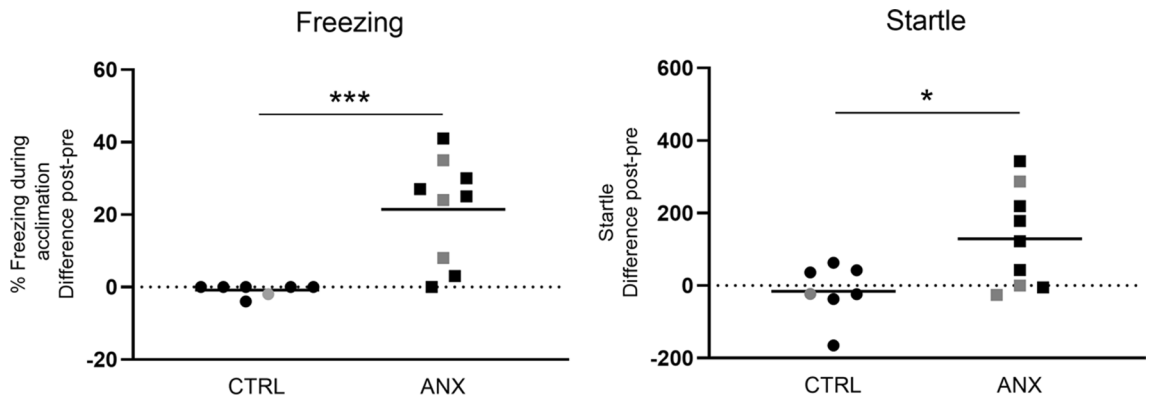 Freezing
% Freezing during
acclimation
Difference post-pre
60
40
20
0
-20
***
CTRL
ANX
Startle
Startle
Difference post-pre
600
400
200
0
-200
*
CTRL
ANX